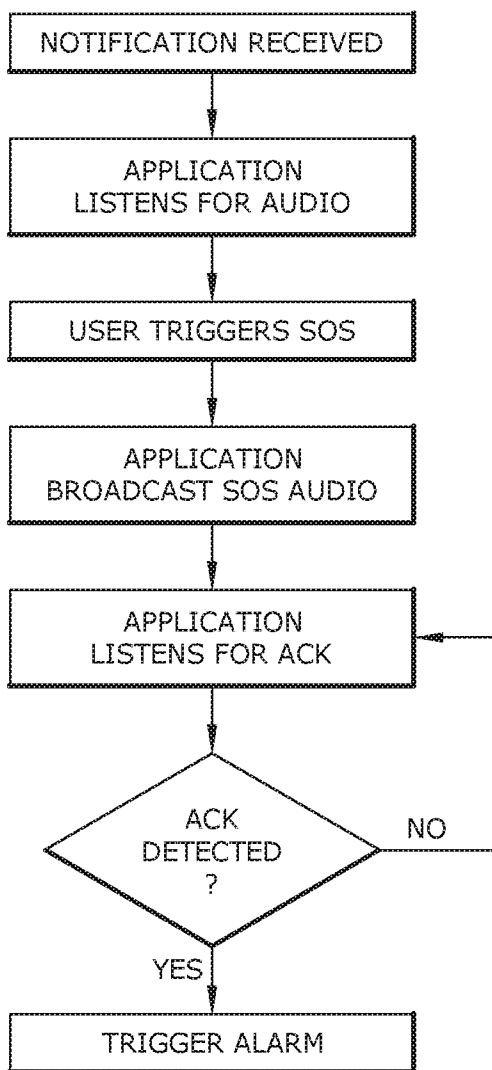 NOTIFICATION RECEIVED
APPLICATION
LISTENS FOR AUDIO
USER TRIGGERS SOS
APPLICATION
BROADCAST SOS AUDIO
APPLICATION
LISTENS FOR ACK
ACK
DETECTED
?
NO
YES
TRIGGER ALARM